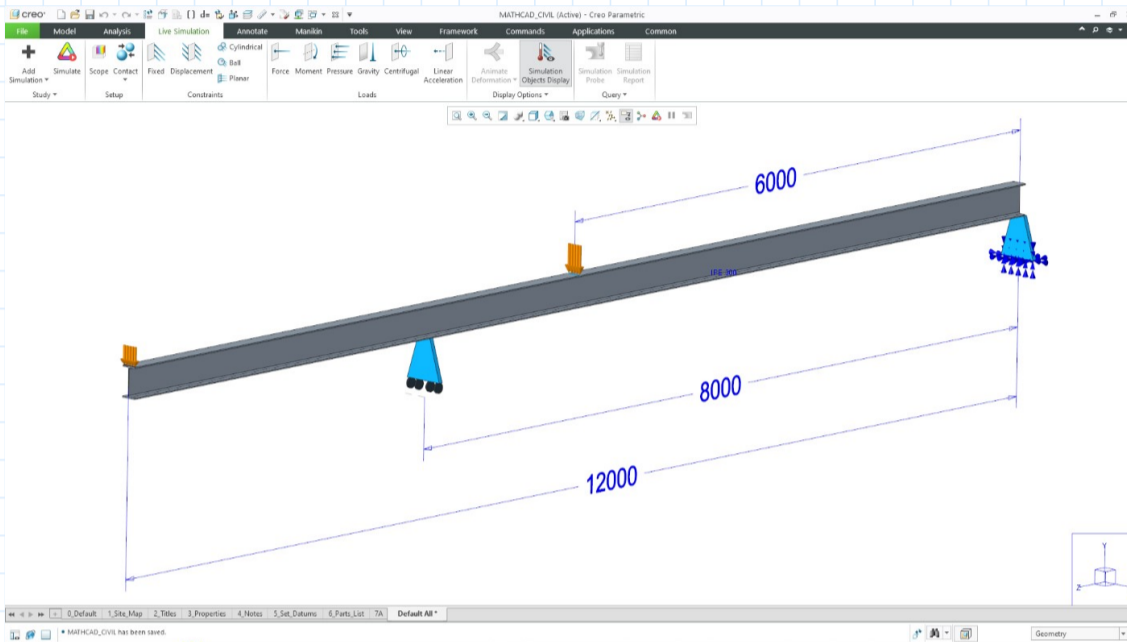 creo
MATHCAD_CIVIL (Active) - Creo Parametric
File Model Analysis Live Simulation Annotate Manikin Tools View Framework Commands Applications Common
Add Simulation
Simulate
Scope
Contact
Fixed
Displacement
Cylindrical
Ball
Planar
Force
Moment
Pressure
Gravity
Centrifugal
Linear Acceleration
Animate Deformation
Simulation Objects Display
Simulation Probe
Simulation Report
Study Setup Constraints Loads Display Options Query
6000
8000
12000
Y
Z
0_Default 1_Site_Map 2_Titles 3_Properties 4_Notes 5_Set_Datums 6_Parts_List 7A Default All *
• MATHCAD_CIVIL has been saved.
Geometry